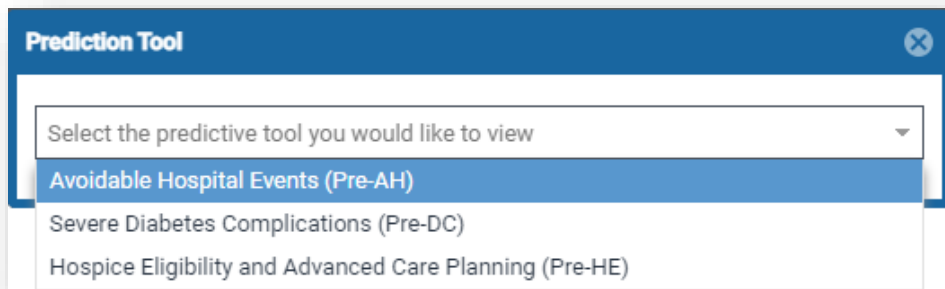 Prediction Tool
Select the predictive tool you would like to view
Avoidable Hospital Events (Pre-AH)
Severe Diabetes Complications (Pre-DC)
Hospice Eligibility and Advanced Care Planning (Pre-HE)